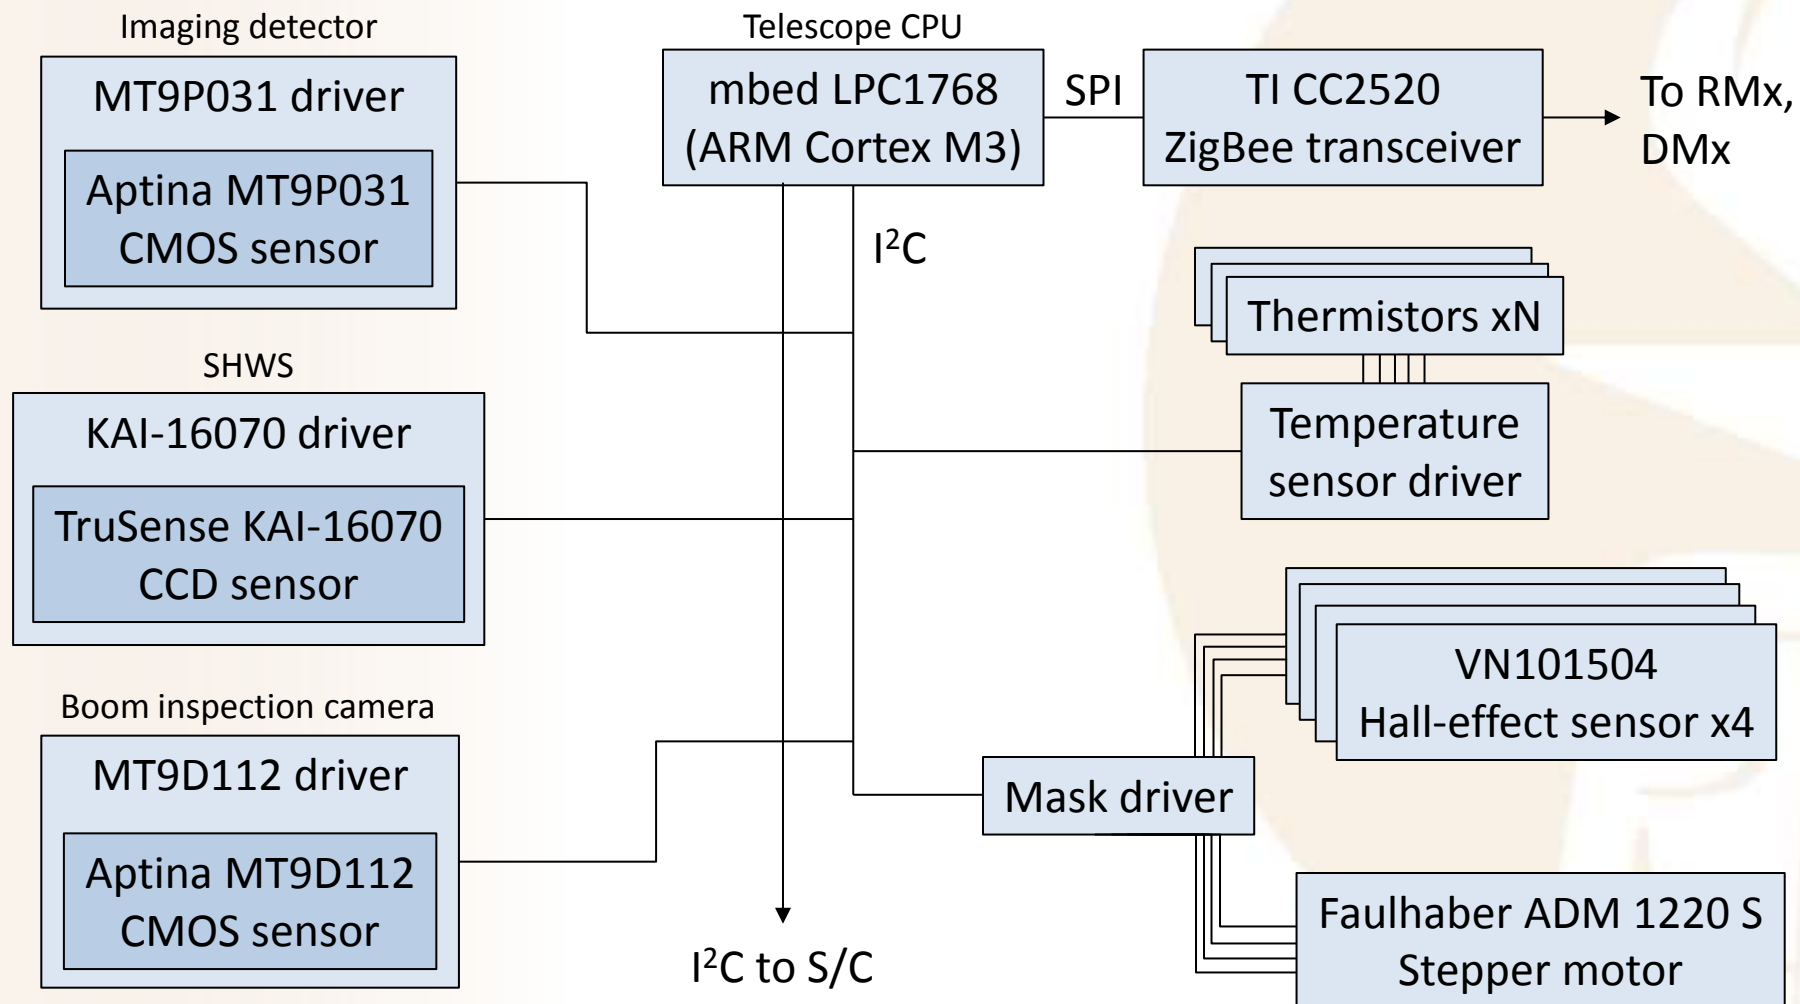 Imaging detector
MT9P031 driver
Aptina MT9P031
CMOS sensor
SHWS
KAI-16070 driver
TruSense KAI-16070
CCD sensor
Boom inspection camera
MT9D112 driver
Aptina MT9D112
CMOS sensor
Telescope CPU
mbed LPC1768
(ARM Cortex M3)
SPI
TI CC2520
ZigBee transceiver
To RMx,
DMx
I²C
Thermistors xN
Temperature
sensor driver
VN101504
Hall-effect sensor x4
Mask driver
Faulhaber ADM 1220 S
Stepper motor
I²C to S/C